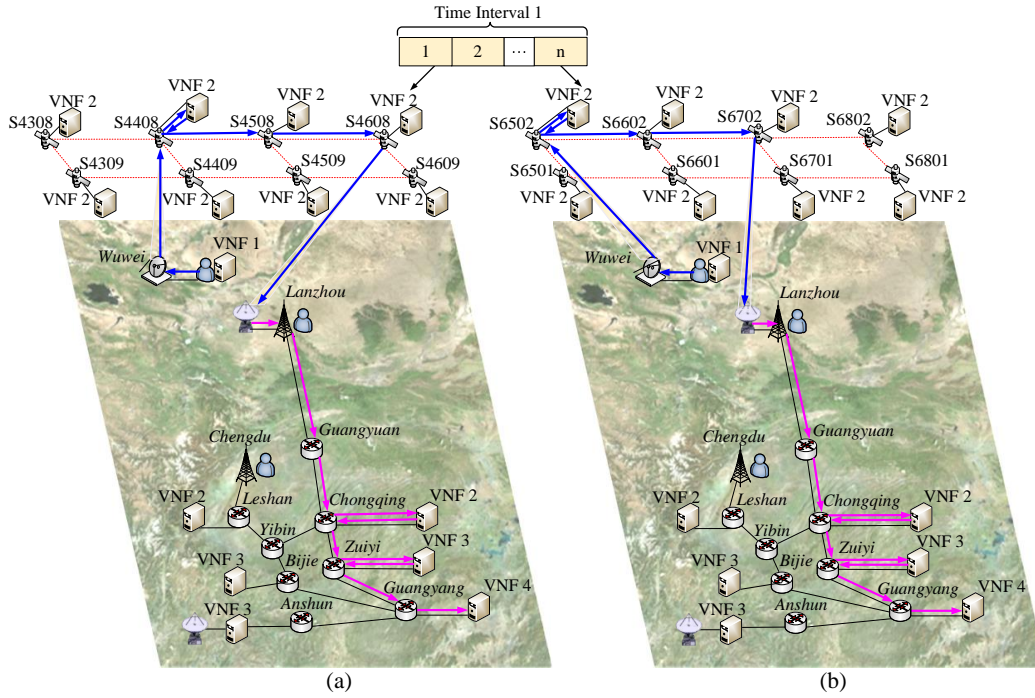 Time Interval 1
1 2 ... n
VNF 2 VNF 2 VNF 2 VNF 2
S4308 S4408 S4508 S4608
S4309 S4409 S4509 S4609
VNF 2 VNF 2 VNF 2 VNF 2
VNF 1
Wuwei
Lanzhou
Guangyuan
Chengdu
Leshan
VNF 2
Chongqing
VNF 2
Yibin
Zuiyi
VNF 3
VNF 3
Bijie
Guangyang
VNF 4
VNF 3
Anshun
(a)
VNF 2 VNF 2 VNF 2 VNF 2
S6502 S6602 S6702 S6802
S6501 S6601 S6701 S6801
VNF 2 VNF 2 VNF 2 VNF 2
VNF 1
Wuwei
Lanzhou
Guangyuan
Chengdu
Leshan
VNF 2
Chongqing
VNF 2
Yibin
Zuiyi
VNF 3
VNF 3
Bijie
Guangyang
VNF 4
VNF 3
Anshun
(b)